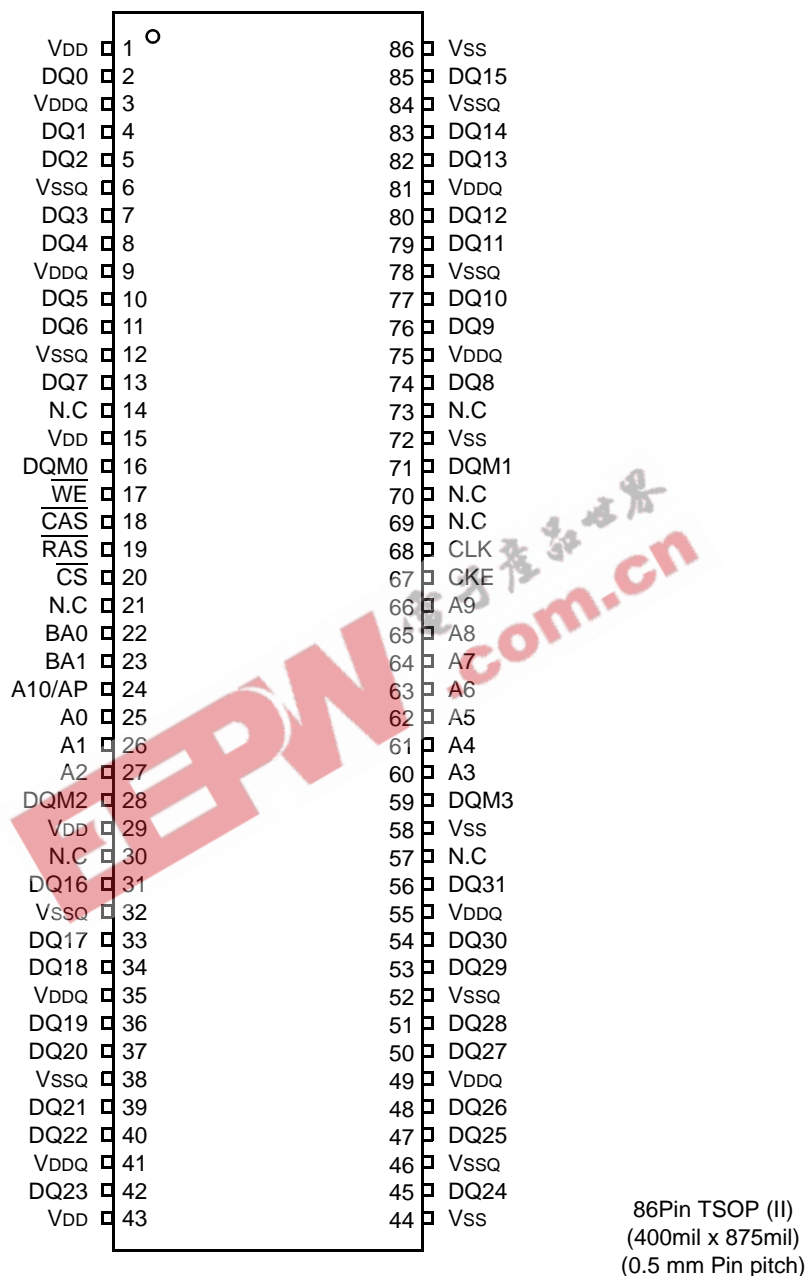 VDD 1 86 VSS
DQ0 2 85 DQ15
VDDQ 3 84 VSSQ
DQ1 4 83 DQ14
DQ2 5 82 DQ13
VSSQ 6 81 VDDQ
DQ3 7 80 DQ12
DQ4 8 79 DQ11
VDDQ 9 78 VSSQ
DQ5 10 77 DQ10
DQ6 11 76 DQ9
VSSQ 12 75 VDDQ
DQ7 13 74 DQ8
N.C 14 73 N.C
VDD 15 72 VSS
DQM0 16 71 DQM1
WE 17 70 N.C
CAS 18 69 N.C
RAS 19 68 CLK
CS 20 67 CKE
N.C 21 66 A9
BA0 22 65 A8
BA1 23 64 A7
A10/AP 24 63 A6
A0 25 62 A5
A1 26 61 A4
A2 27 60 A3
DQM2 28 59 DQM3
VDD 29 58 VSS
N.C 30 57 N.C
DQ16 31 56 DQ31
VSSQ 32 55 VDDQ
DQ17 33 54 DQ30
DQ18 34 53 DQ29
VDDQ 35 52 VSSQ
DQ19 36 51 DQ28
DQ20 37 50 DQ27
VSSQ 38 49 VDDQ
DQ21 39 48 DQ26
DQ22 40 47 DQ25
VDDQ 41 46 VSSQ
DQ23 42 45 DQ24
VDD 43 44 VSS
86Pin TSOP (II)
(400mil x 875mil)
(0.5 mm Pin pitch)
EEPW
電子產品世界
.com.cn